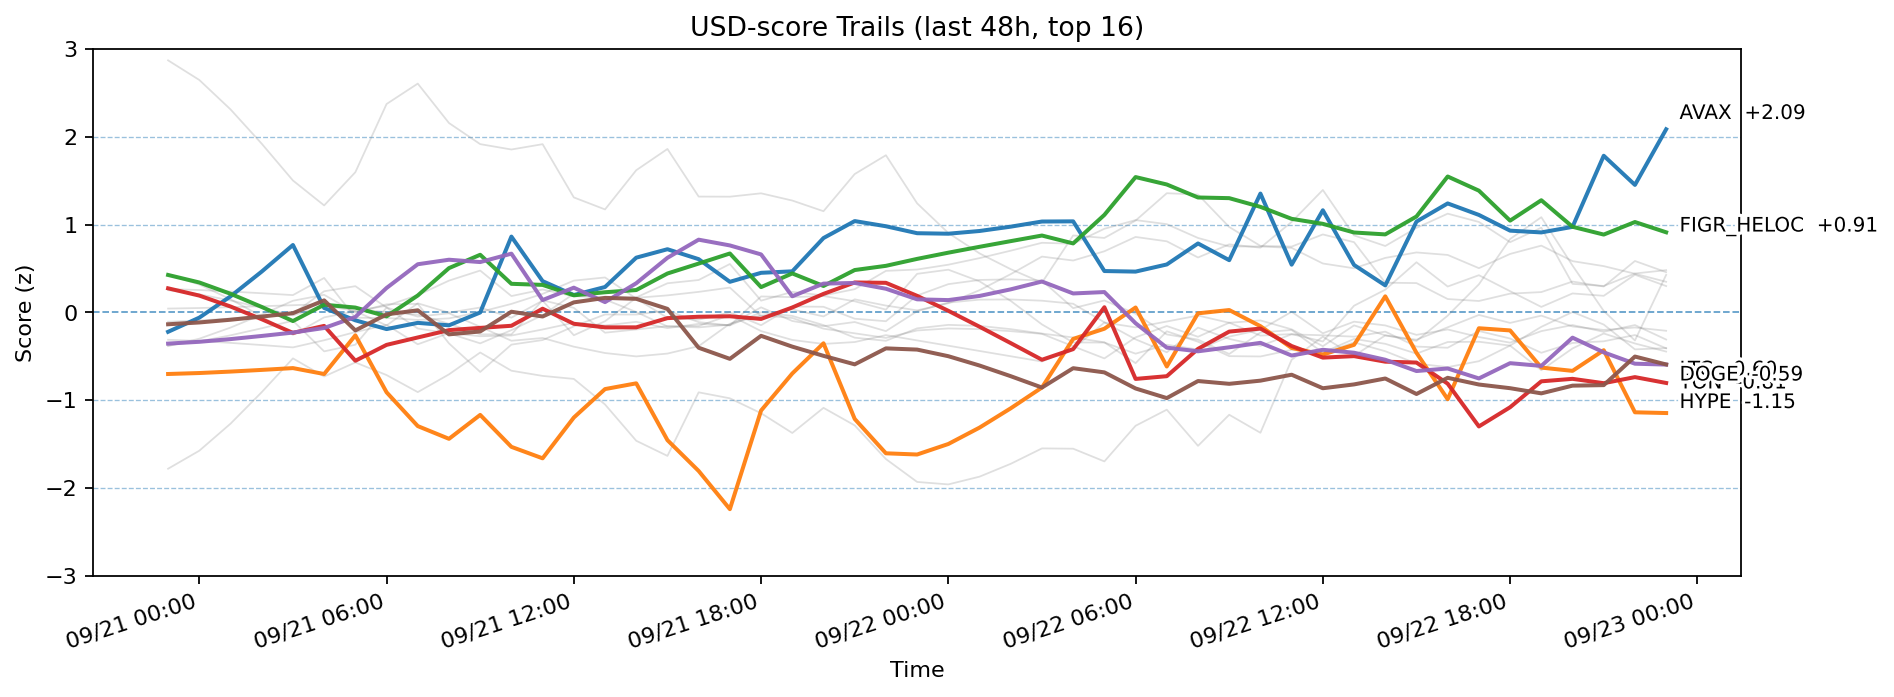 USD-score Trails (last 48h, top 16)
3
2
1
0
−1
−2
−3
Score (z)
AVAX +2.09
FIGR_HELOC +0.91
DOGE -0.59
HYPE -1.15
09/21 00:00
09/21 06:00
09/21 12:00
09/21 18:00
09/22 00:00
09/22 06:00
09/22 12:00
09/22 18:00
09/23 00:00
Time